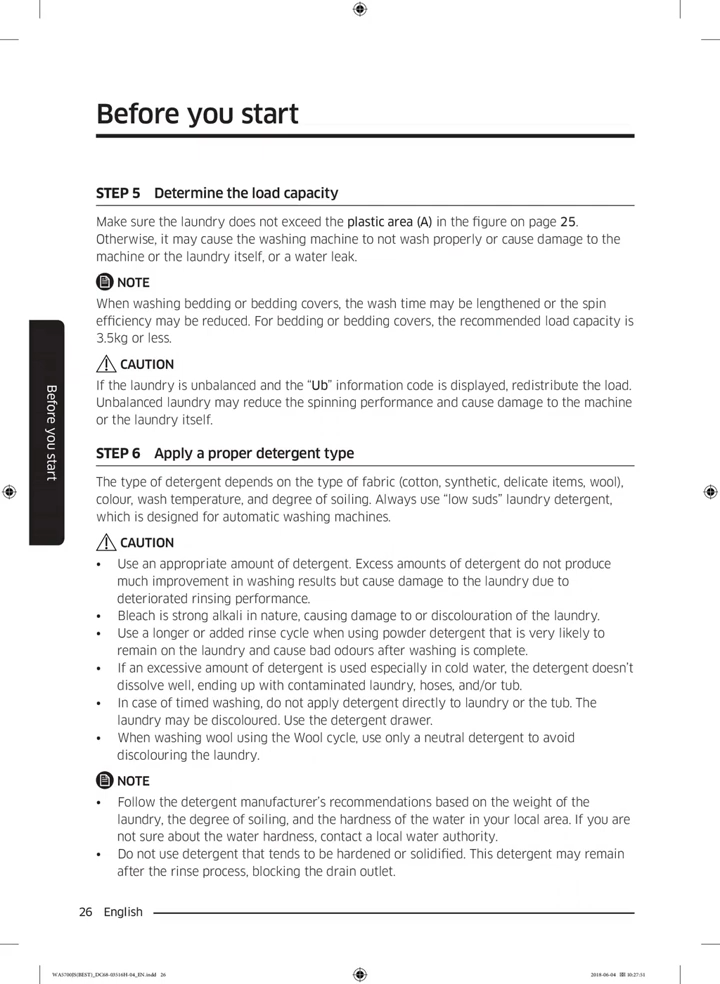 Before you start
STEP 5 Determine the load capacity
Make sure the laundry does not exceed the plastic area (A) in the figure on page 25.
Otherwise, it may cause the washing machine to not wash properly or cause damage to the
machine or the laundry itself, or a water leak.
NOTE
When washing bedding or bedding covers, the wash time may be lengthened or the spin
efficiency may be reduced. For bedding or bedding covers, the recommended load capacity is
3.5kg or less.
CAUTION
If the laundry is unbalanced and the “Ub” information code is displayed, redistribute the load.
Unbalanced laundry may reduce the spinning performance and cause damage to the machine
or the laundry itself.
Before you start
STEP 6 Apply a proper detergent type
The type of detergent depends on the type of fabric (cotton, synthetic, delicate items, wool),
colour, wash temperature, and degree of soiling. Always use “low suds” laundry detergent,
which is designed for automatic washing machines.
CAUTION
• Use an appropriate amount of detergent. Excess amounts of detergent do not produce
much improvement in washing results but cause damage to the laundry due to
deteriorated rinsing performance.
• Bleach is strong alkali in nature, causing damage to or discolouration of the laundry.
• Use a longer or added rinse cycle when using powder detergent that is very likely to
remain on the laundry and cause bad odours after washing is complete.
• If an excessive amount of detergent is used especially in cold water, the detergent doesn’t
dissolve well, ending up with contaminated laundry, hoses, and/or tub.
• In case of timed washing, do not apply detergent directly to laundry or the tub. The
laundry may be discoloured. Use the detergent drawer.
• When washing wool using the Wool cycle, use only a neutral detergent to avoid
discolouring the laundry.
NOTE
• Follow the detergent manufacturer’s recommendations based on the weight of the
laundry, the degree of soiling, and the hardness of the water in your local area. If you are
not sure about the water hardness, contact a local water authority.
• Do not use detergent that tends to be hardened or solidified. This detergent may remain
after the rinse process, blocking the drain outlet.
26 English
WA5700JS(BEST)_DC68-03516H-04_EN.indd 26
2018-06-04 10:27:51